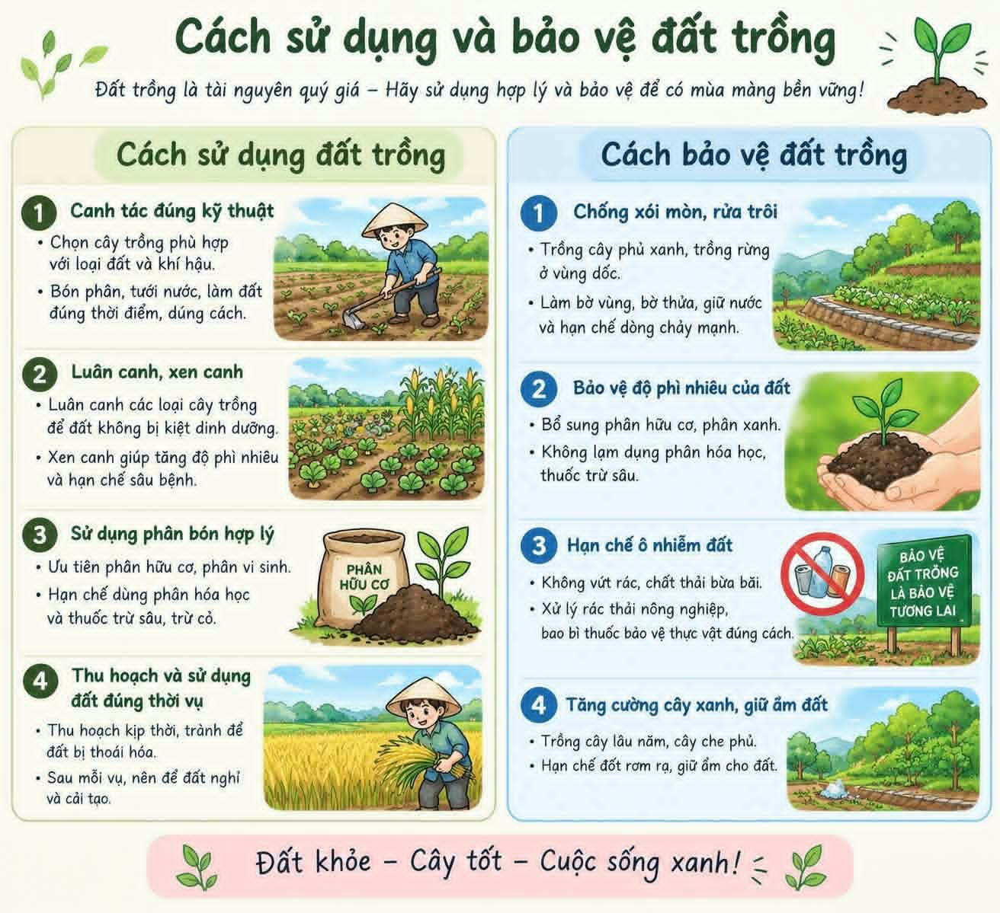 Cách sử dụng và bảo vệ đất trồng
Đất trồng là tài nguyên quý giá – Hãy sử dụng hợp lý và bảo vệ để có mùa màng bền vững!
Cách sử dụng đất trồng
1 Canh tác đúng kỹ thuật
• Chọn cây trồng phù hợp
với loại đất và khí hậu.
• Bón phân, tưới nước, làm đất
đúng thời điểm, dúng cách.
2 Luân canh, xen canh
• Luân canh các loại cây trồng
để đất không bị kiệt dinh dưỡng.
• Xen canh giúp tăng độ phì nhiêu
và hạn chế sâu bệnh.
3 Sử dụng phân bón hợp lý
• Ưu tiên phân hữu cơ, phân vi sinh.
• Hạn chế dùng phân hóa học
và thuốc trừ sâu, trừ cỏ.
PHÂN
HỮU CƠ
4 Thu hoạch và sử dụng
đất đúng thời vụ
• Thu hoạch kịp thời, trành để
đất bị thoái hóa.
• Sau mỗi vụ, nên để đất nghỉ
và cải tạo.
Cách bảo vệ đất trồng
1 Chống xói mòn, rửa trôi
• Trồng cây phủ xanh, trồng rừng
ở vùng dốc.
• Làm bờ vùng, bờ thửa, giữ nước
và hạn chế dòng chảy mạnh.
2 Bảo vệ độ phì nhiêu của đất
• Bổ sung phân hữu cơ, phân xanh.
• Không lạm dụng phân hóa học,
thuốc trừ sâu.
3 Hạn chế ô nhiễm đất
• Không vứt rác, chất thải bừa bãi.
• Xử lý rác thải nông nghiệp,
bao bì thuốc bảo vệ thực vật đúng cách.
BẢO VỆ
ĐẤT TRỒNG
LÀ BẢO VỆ
TƯƠNG LAI
4 Tăng cường cây xanh, giữ ẩm đất
• Trồng cây lâu năm, cây che phủ.
• Hạn chế đốt rơm rạ, giữ ẩm cho đất.
Đất khỏe – Cây tốt – Cuộc sống xanh!